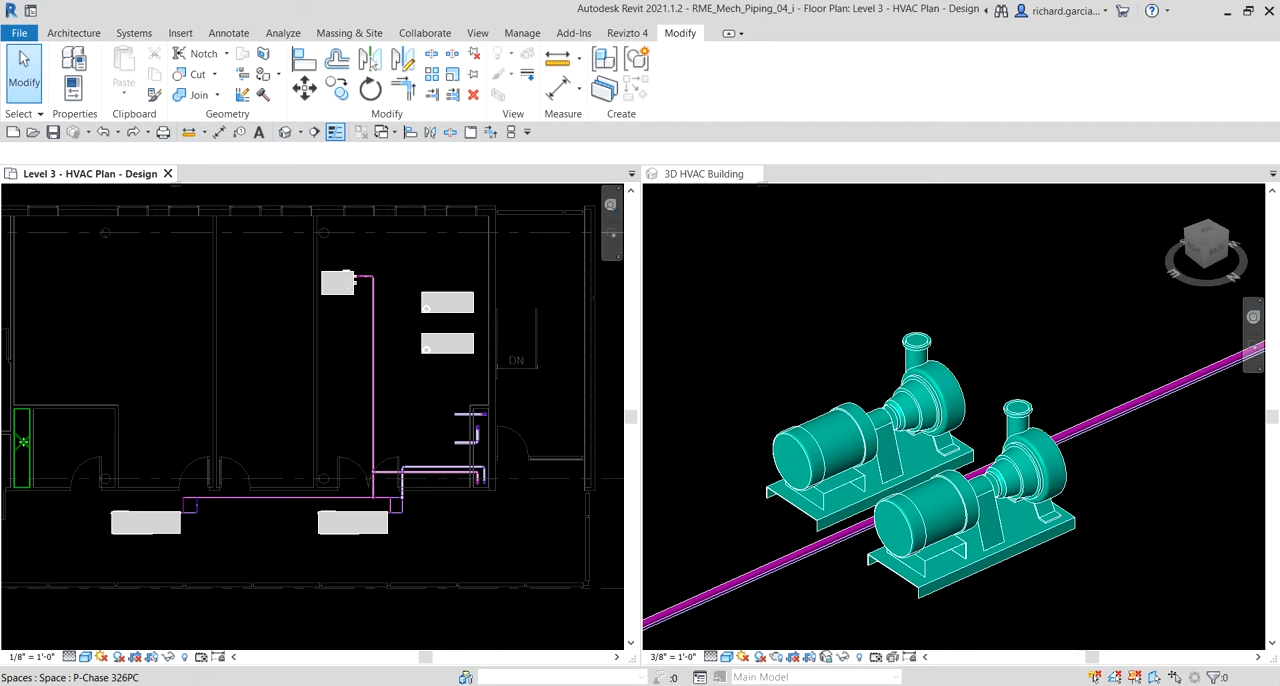 Autodesk Revit 2021.1.2 - RME_Mech_Piping_04_i - Floor Plan: Level 3 - HVAC Plan - Design
richard.garcia...
File Architecture Systems Insert Annotate Analyze Massing & Site Collaborate View Manage Add-Ins Revizto 4 Modify
Modify
Paste
Notch
Cut
Join
Select Properties Clipboard Geometry Modify View Measure Create
Level 3 - HVAC Plan - Design
3D HVAC Building
DN
1/8" = 1'-0"
3/8" = 1'-0"
Spaces : Space : P-Chase 326PC
:0
Main Model
:0